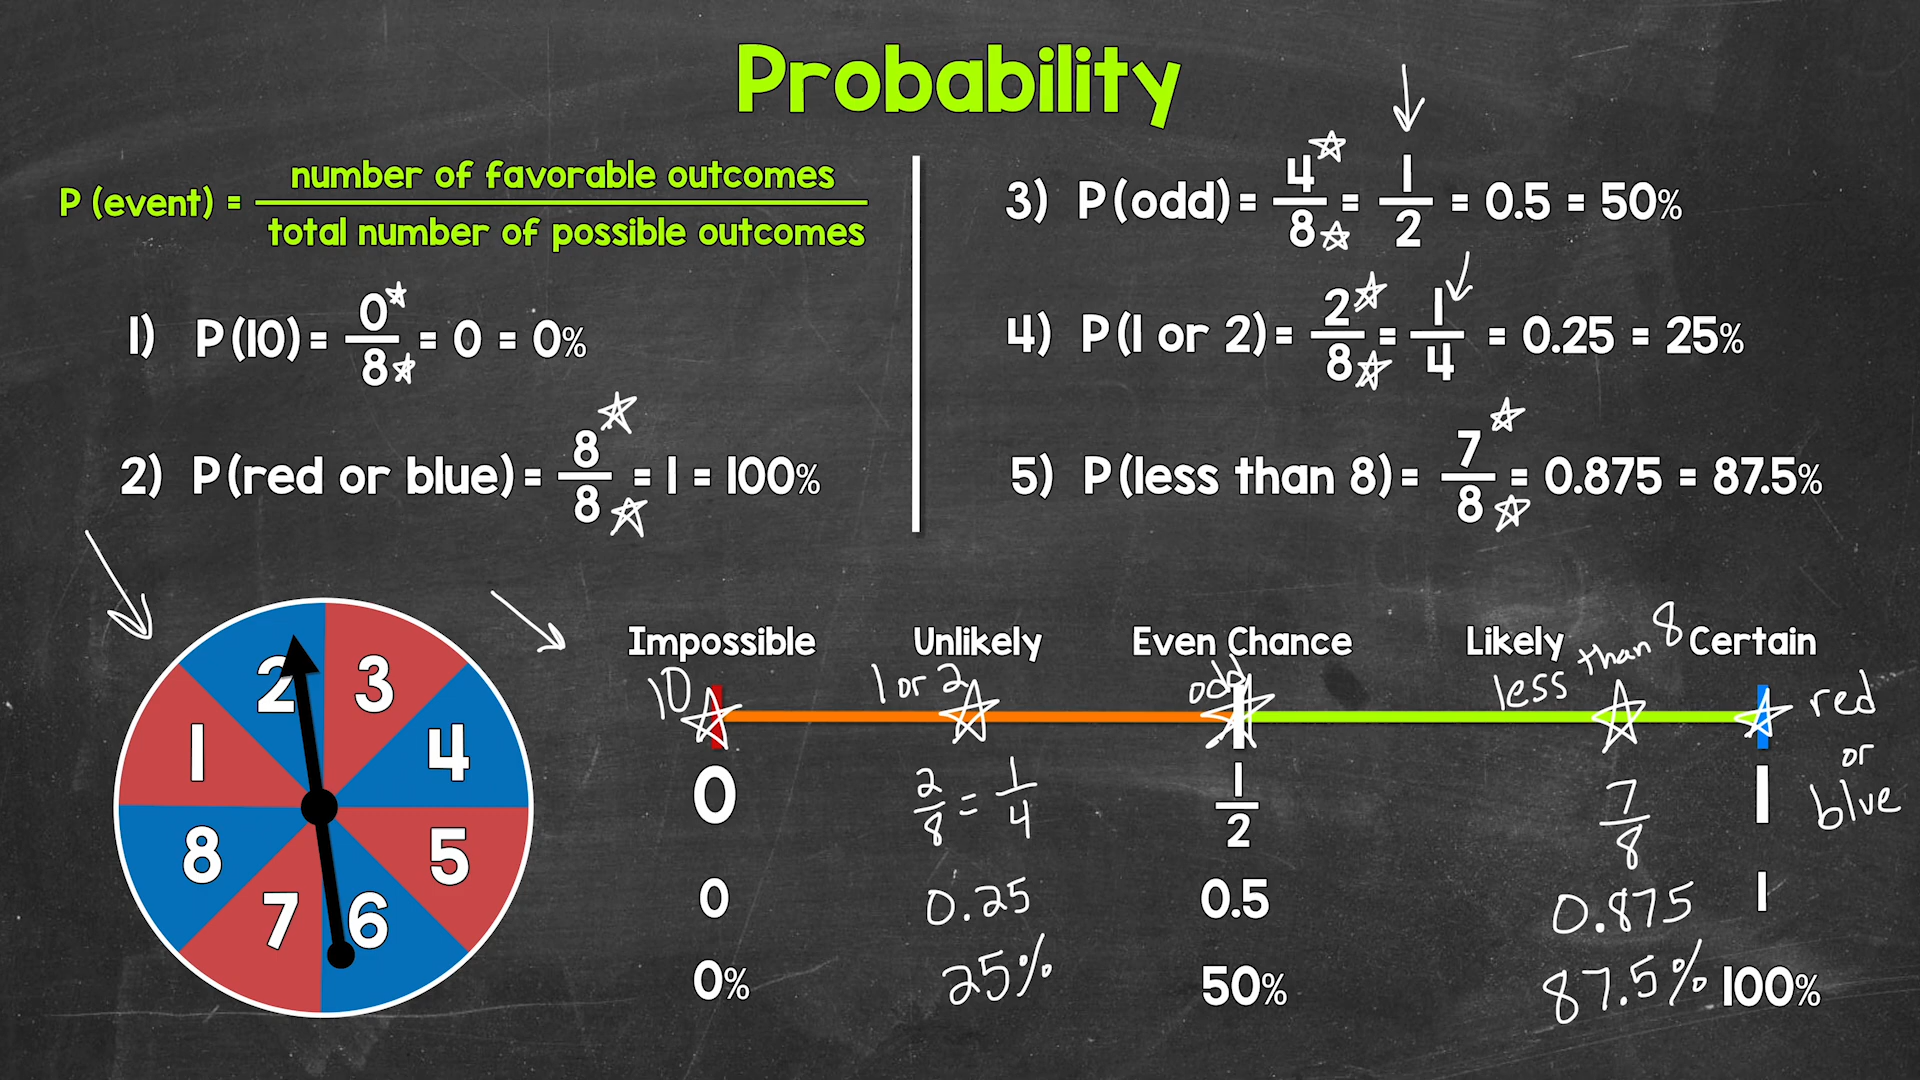 Probability
P (event) = number of favorable outcomes / total number of possible outcomes
1) P(10) = 0/8 = 0 = 0%
2) P(red or blue) = 8/8 = 1 = 100%
3) P(odd) = 4/8 = 1/2 = 0.5 = 50%
4) P(1 or 2) = 2/8 = 1/4 = 0.25 = 25%
5) P(less than 8) = 7/8 = 0.875 = 87.5%
2 3
1 4
8 5
7 6
Impossible Unlikely Even Chance Likely Certain
10 1 or 2 odd less than 8 red or blue
0 2/8 = 1/4 1/2 7/8 1
0 0.25 0.5 0.875 1
0% 25% 50% 87.5% 100%